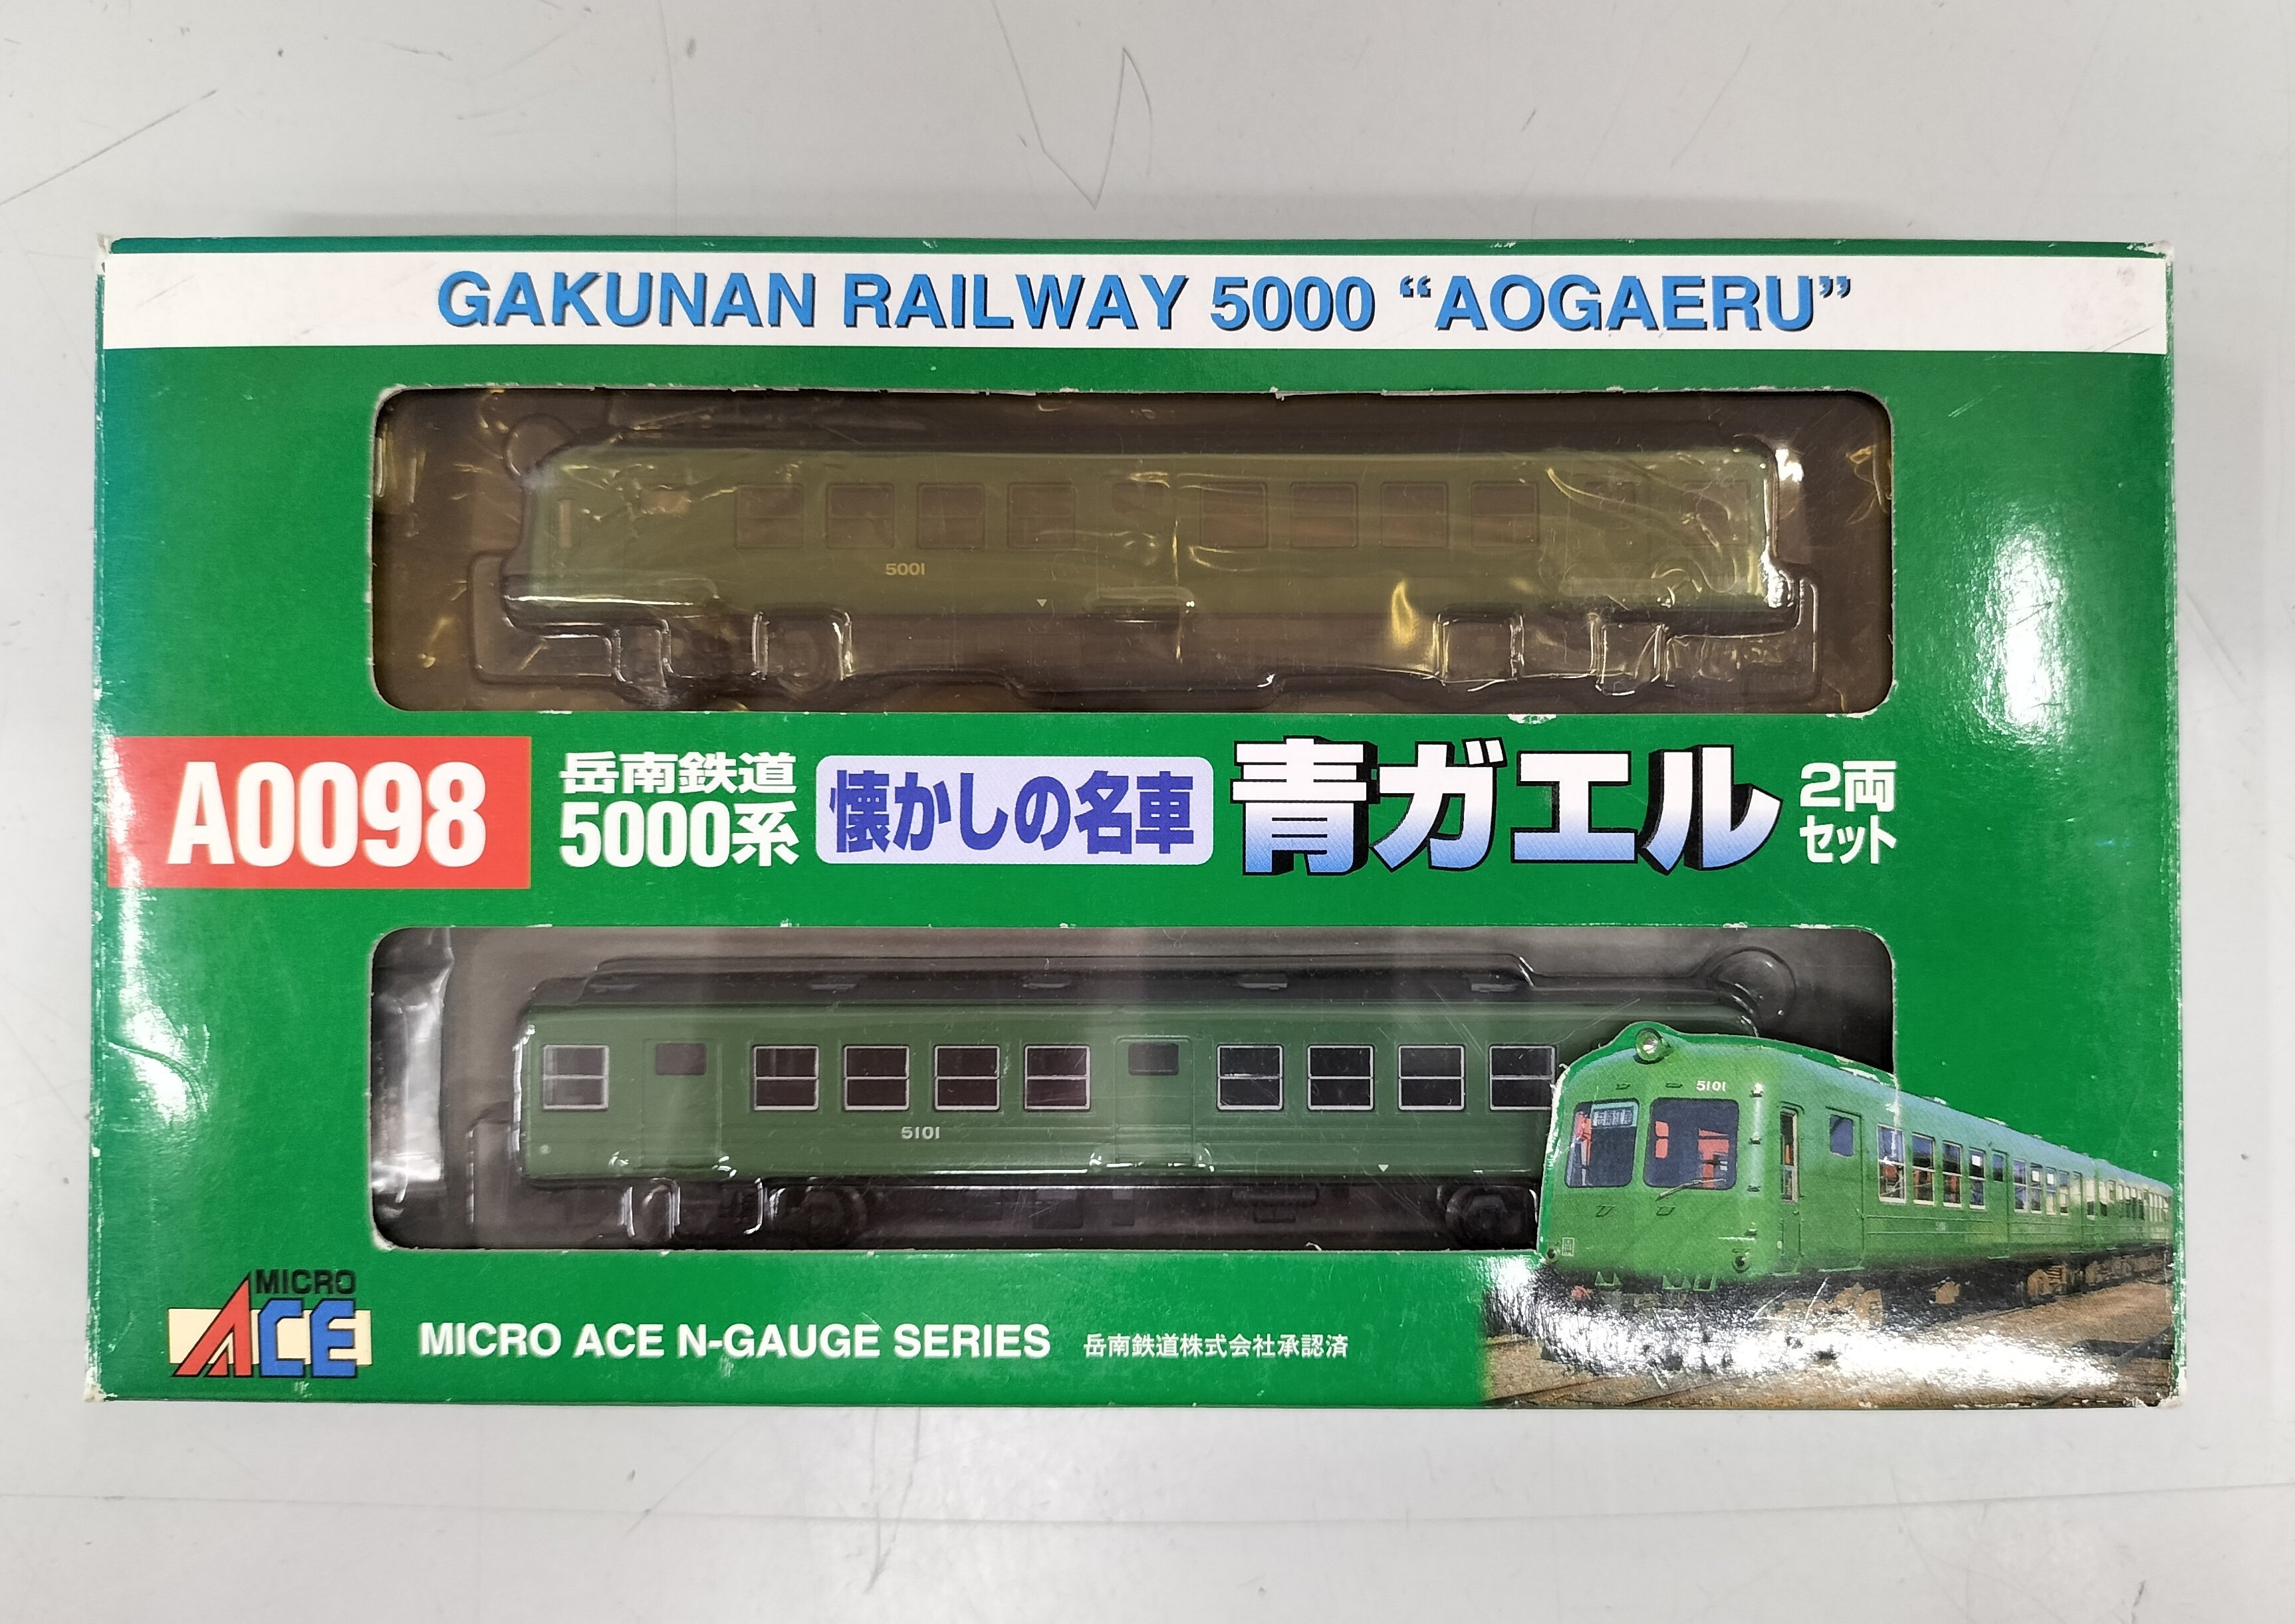 GAKUNAN RAILWAY 5000 “AOGAERU”
5001
A0098
岳南鉄道
5000系
懐かしの名車
青ガエル
2両
セット
5101
5101
MICRO
ACE
MICRO ACE N-GAUGE SERIES
岳南鉄道株式会社承認済